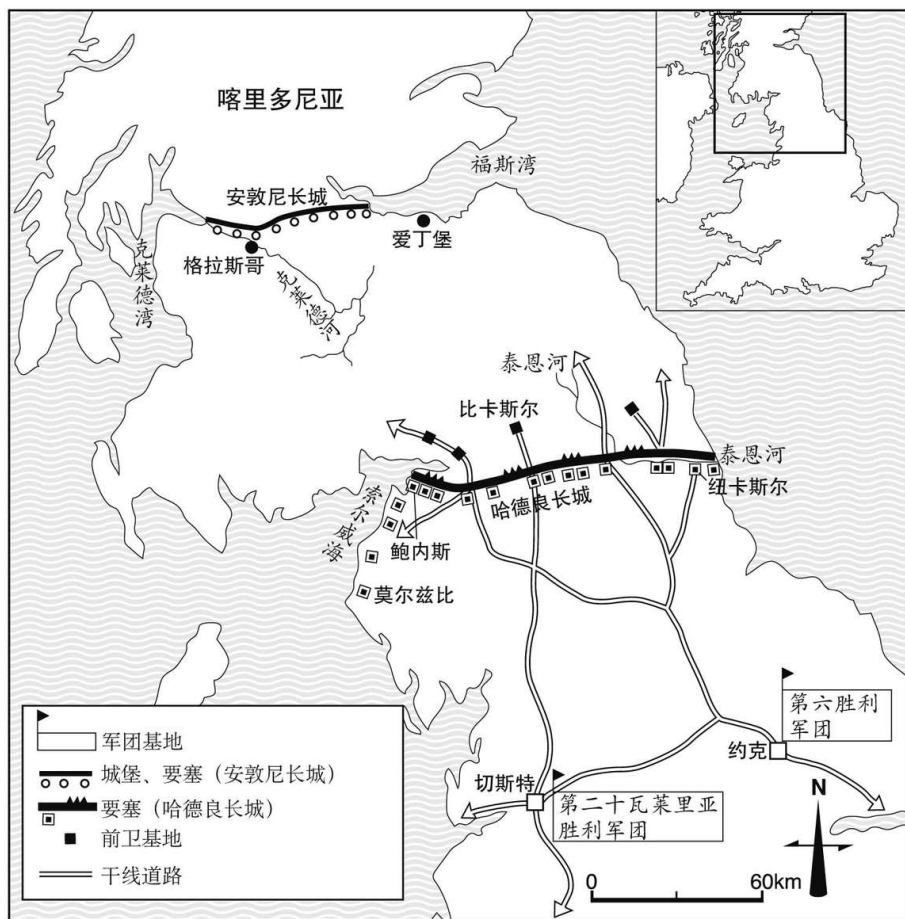 喀里多尼亚
福斯湾
安敦尼长城
爱丁堡
格拉斯哥
克莱德湾
克莱德河
泰恩河
比卡斯尔
泰恩河
纽卡斯尔
哈德良长城
索尔威海
鲍内斯
莫尔兹比
第六胜利
军团
约克
切斯特
第二十瓦莱里亚
胜利军团
N
0
60km
军团基地
城堡、要塞（安敦尼长城）
要塞（哈德良长城）
前卫基地
干线道路